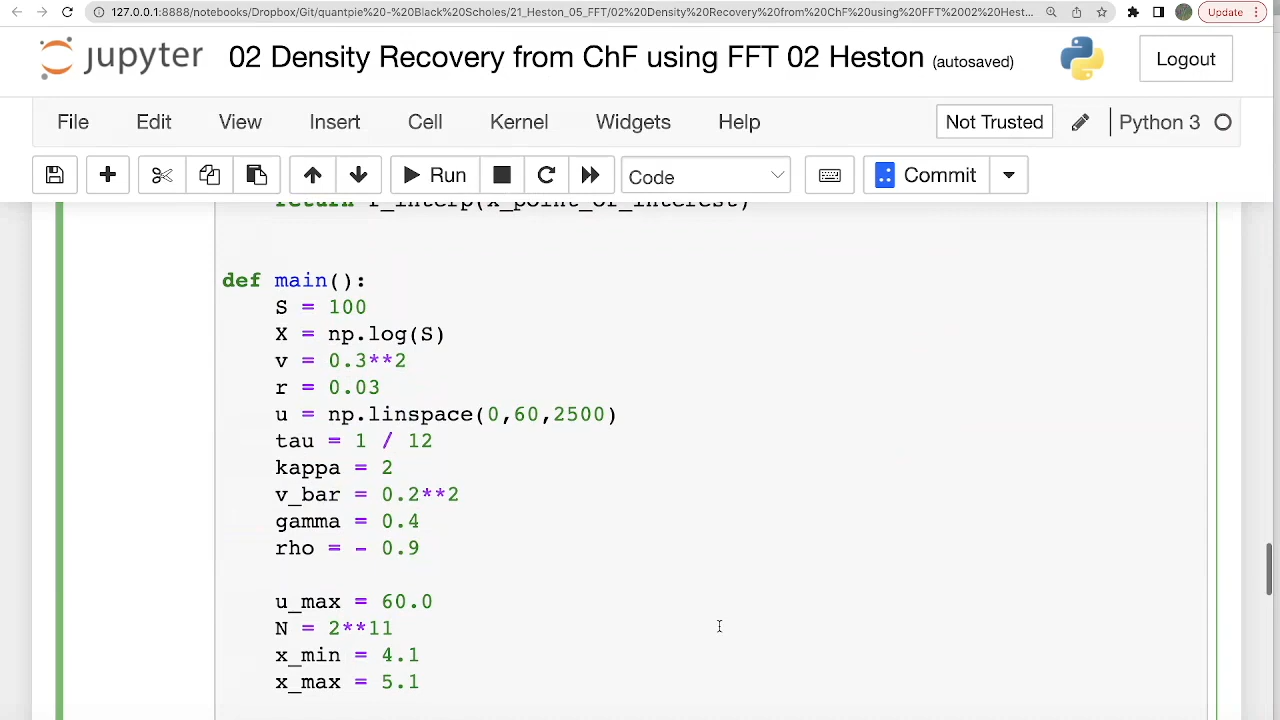 127.0.0.1:8888/notebooks/Dropbox/Git/quantpie%20-%20Black%20Scholes/21_Heston_05_FFT/02%20Density%20Recovery%20from%20ChF%20using%20FFT%2002%20Hest... Update
jupyter 02 Density Recovery from ChF using FFT 02 Heston (autosaved) Logout
File Edit View Insert Cell Kernel Widgets Help Not Trusted Python 3
Run Code Commit
return f_interp(x_point_of_interest)
def main():
S = 100
X = np.log(S)
v = 0.3**2
r = 0.03
u = np.linspace(0,60,2500)
tau = 1 / 12
kappa = 2
v_bar = 0.2**2
gamma = 0.4
rho = - 0.9
u_max = 60.0
N = 2**11
x_min = 4.1
x_max = 5.1